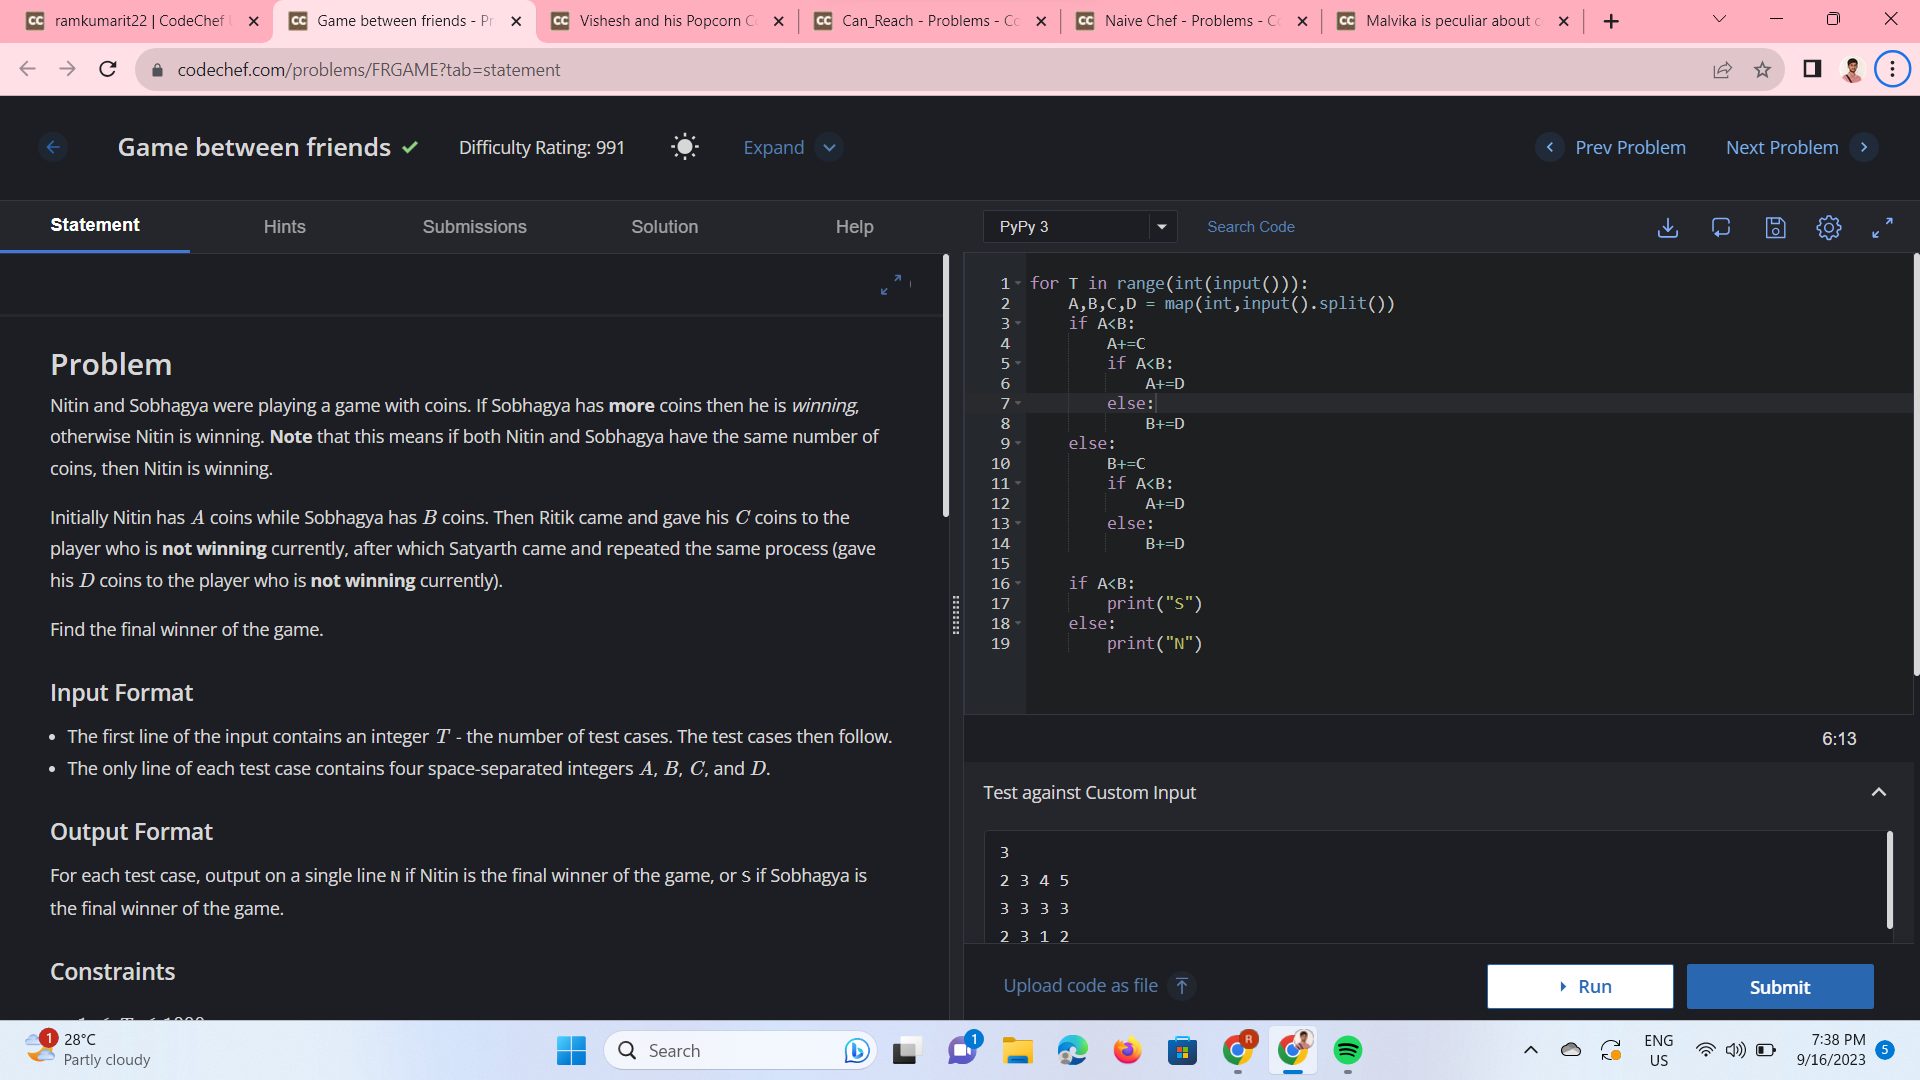 ramkumarit22 | CodeChef
Game between friends - Pr
Vishesh and his Popcorn C
Can_Reach - Problems - Co
Naive Chef - Problems - Co
Malvika is peculiar about c
codechef.com/problems/FRGAME?tab=statement
Game between friends
Difficulty Rating: 991
Expand
Prev Problem
Next Problem
Statement
Hints
Submissions
Solution
Help
PyPy 3
Search Code
Problem
Nitin and Sobhagya were playing a game with coins. If Sobhagya has more coins then he is winning,
otherwise Nitin is winning. Note that this means if both Nitin and Sobhagya have the same number of
coins, then Nitin is winning.
Initially Nitin has A coins while Sobhagya has B coins. Then Ritik came and gave his C coins to the
player who is not winning currently, after which Satyarth came and repeated the same process (gave
his D coins to the player who is not winning currently).
Find the final winner of the game.
Input Format
• The first line of the input contains an integer T - the number of test cases. The test cases then follow.
• The only line of each test case contains four space-separated integers A, B, C, and D.
Output Format
For each test case, output on a single line N if Nitin is the final winner of the game, or S if Sobhagya is
the final winner of the game.
Constraints
1 for T in range(int(input())):
2     A,B,C,D = map(int,input().split())
3     if A<B:
4         A+=C
5         if A<B:
6             A+=D
7         else:
8             B+=D
9     else:
10         B+=C
11         if A<B:
12             A+=D
13         else:
14             B+=D
15
16     if A<B:
17         print("S")
18     else:
19         print("N")
6:13
Test against Custom Input
3
2 3 4 5
3 3 3 3
2 3 1 2
Upload code as file
Run
Submit
1
28°C
Partly cloudy
Search
1
R
ENG
US
7:38 PM
9/16/2023
5